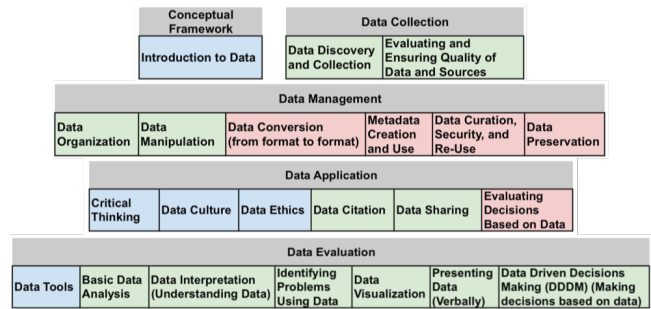 Conceptual
Framework
Introduction to Data
Data Collection
Data Discovery
and Collection
Evaluating and
Ensuring Quality of
Data and Sources
Data Management
Data
Organization
Data
Manipulation
Data Conversion
(from format to format)
Metadata
Creation
and Use
Data Curation,
Security, and
Re-Use
Data
Preservation
Data Application
Critical
Thinking
Data Culture
Data Ethics
Data Citation
Data Sharing
Evaluating
Decisions
Based on Data
Data Evaluation
Data Tools
Basic Data
Analysis
Data Interpretation
(Understanding Data)
Identifying
Problems
Using Data
Data
Visualization
Presenting
Data
(Verbally)
Data Driven Decisions
Making (DDDM) (Making
decisions based on data)